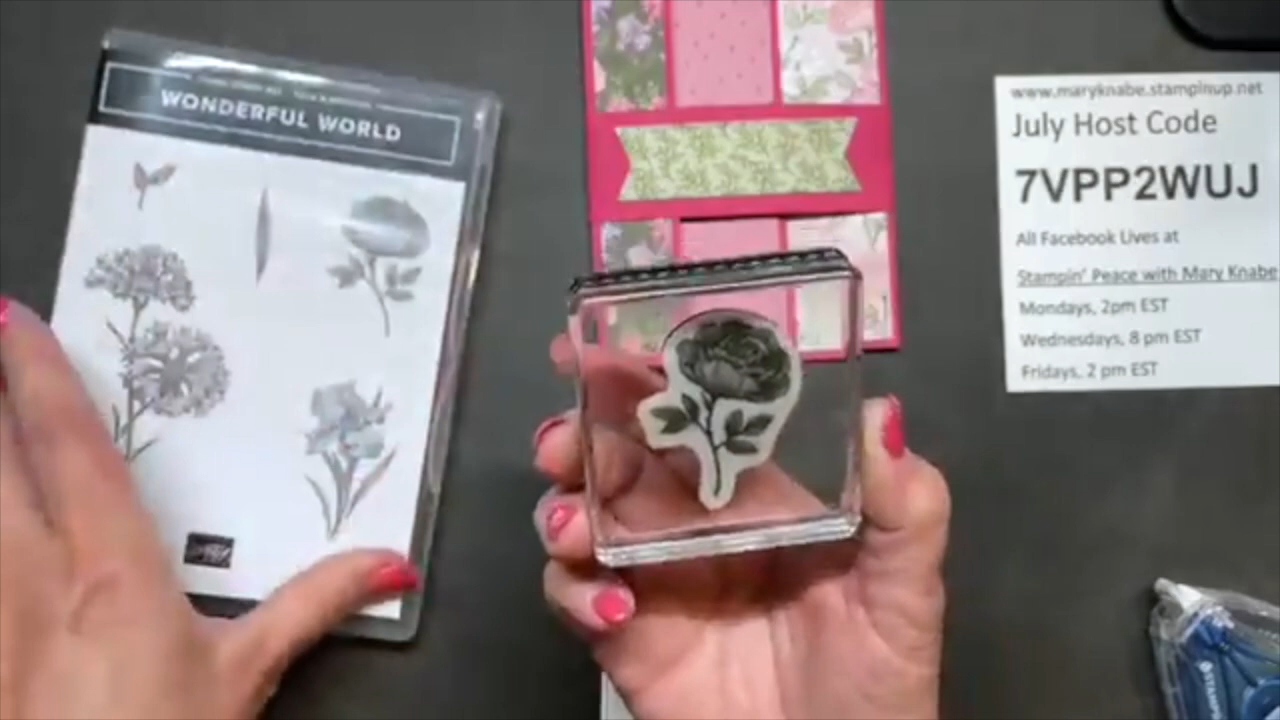 WONDERFUL WORLD
www.maryknabe.stampinup.net
July Host Code
7VPP2WUJ
All Facebook Lives at
Stampin' Peace with Mary Knabe
Mondays, 2pm EST
Wednesdays, 8 pm EST
Fridays, 2 pm EST